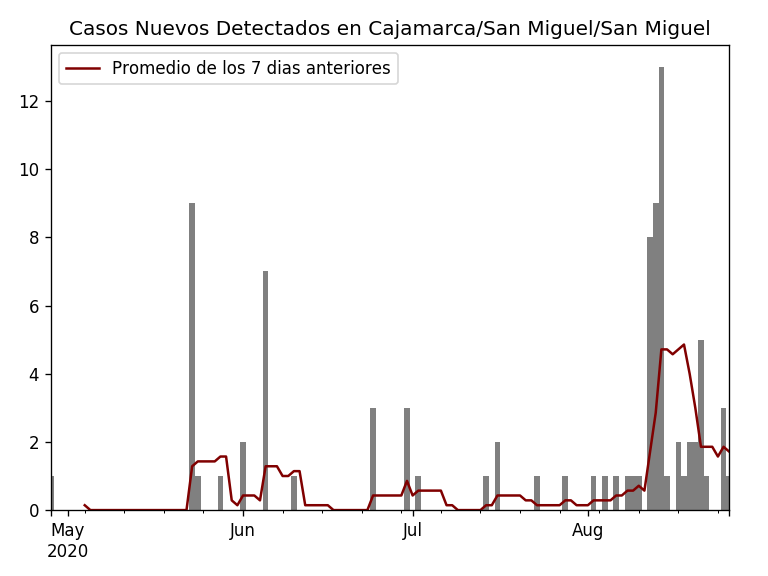 Casos Nuevos Detectados en Cajamarca/San Miguel/San Miguel
Promedio de los 7 dias anteriores
12
10
8
6
4
2
0
May Jun Jul Aug
2020